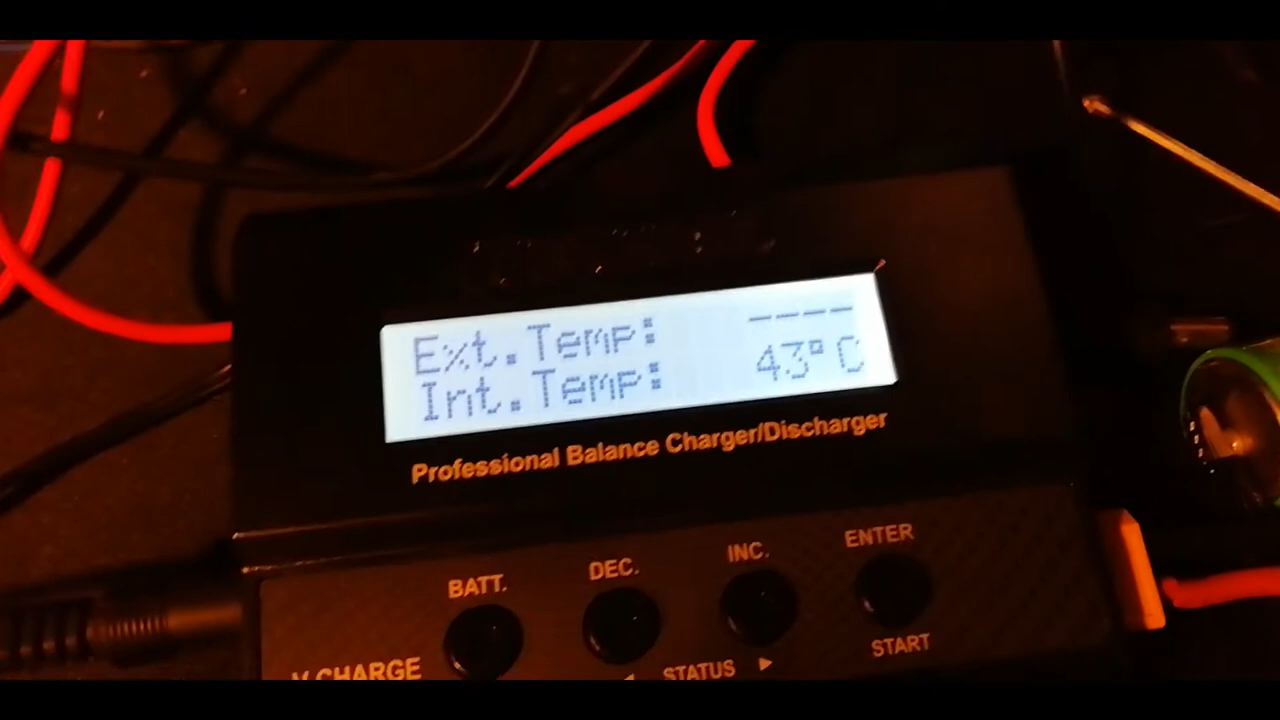 Ext.Temp: ----
Int.Temp: 43°C
Professional Balance Charger/Discharger
BATT. DEC. INC. ENTER
CHARGE ◄ STATUS ► START